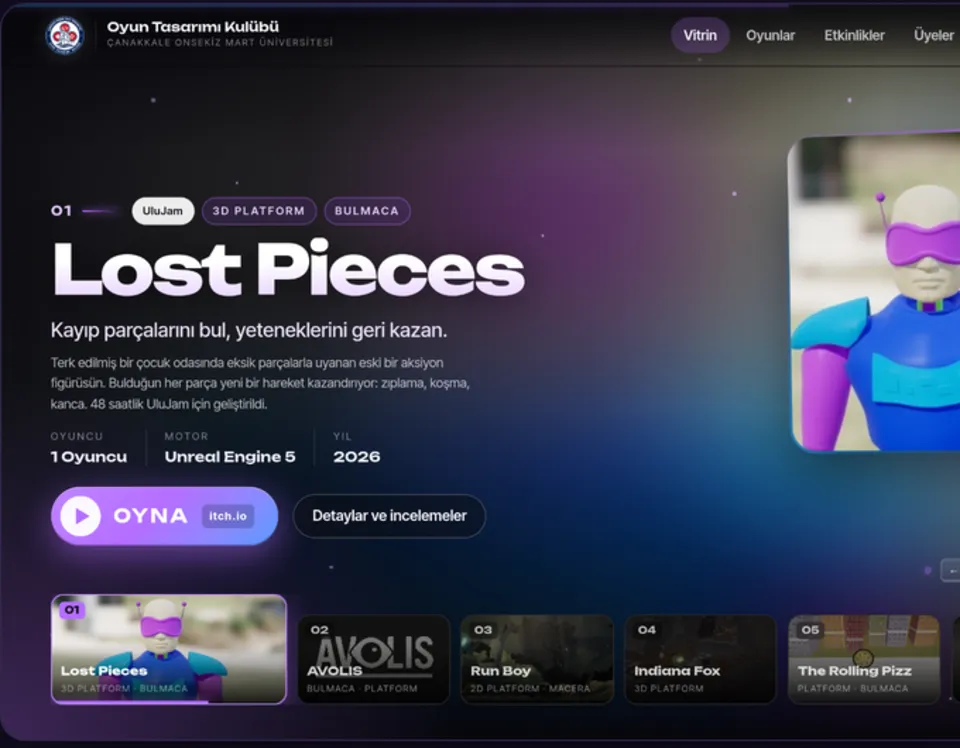 Oyun Tasarımı Kulübü
ÇANAKKALE ONSEKİZ MART ÜNİVERSİTESİ
Vitrin
Oyunlar
Etkinlikler
Üyeler
01
UluJam
3D PLATFORM
BULMACA
Lost Pieces
Kayıp parçalarını bul, yeteneklerini geri kazan.
Terk edilmiş bir çocuk odasında eksik parçalarla uyanan eski bir aksiyon
figürüsün. Bulduğun her parça yeni bir hareket kazandırıyor: zıplama, koşma,
kanca. 48 saatlik UluJam için geliştirildi.
OYUNCU
1 Oyuncu
MOTOR
Unreal Engine 5
YIL
2026
OYNA
itch.io
Detaylar ve incelemeler
01
Lost Pieces
3D PLATFORM · BULMACA
02
AVOLIS
AVOLIS
BULMACA · PLATFORM
03
Run Boy
2D PLATFORM · MACERA
04
Indiana Fox
3D PLATFORM
05
The Rolling Pizz
PLATFORM · BULMACA